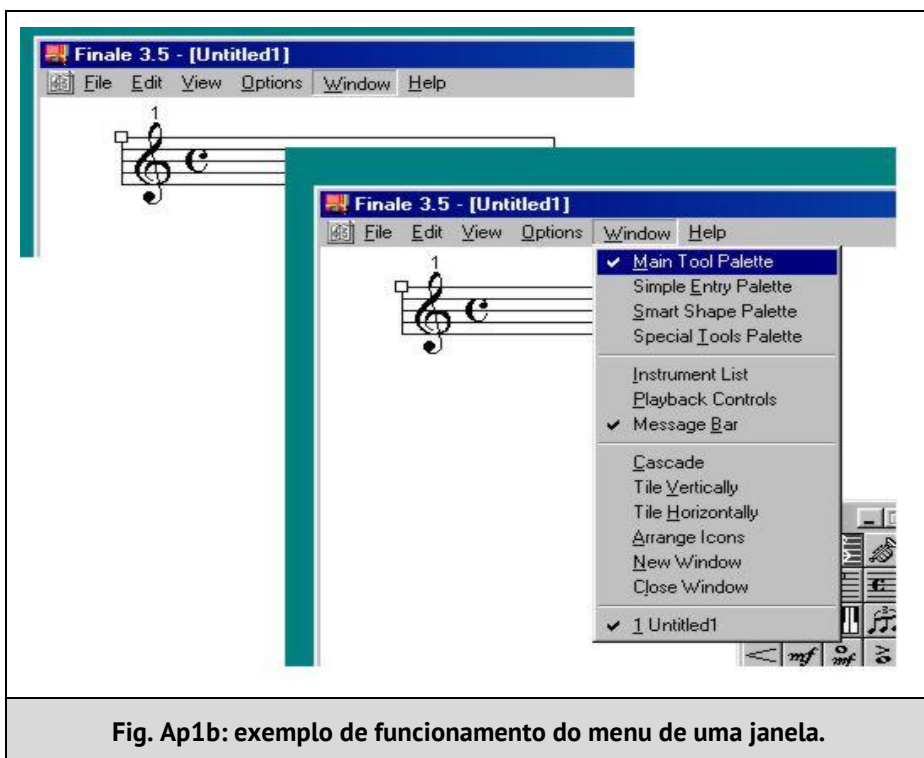 Finale 3.5 - [Untitled1]
File Edit View Options Window Help
1
Finale 3.5 - [Untitled1]
File Edit View Options Window Help
1
Main Tool Palette
Simple Entry Palette
Smart Shape Palette
Special Tools Palette
Instrument List
Playback Controls
Message Bar
Cascade
Tile Vertically
Tile Horizontally
Arrange Icons
New Window
Close Window
1 Untitled1
mf
mf
Fig. Ap1b: exemplo de funcionamento do menu de uma janela.